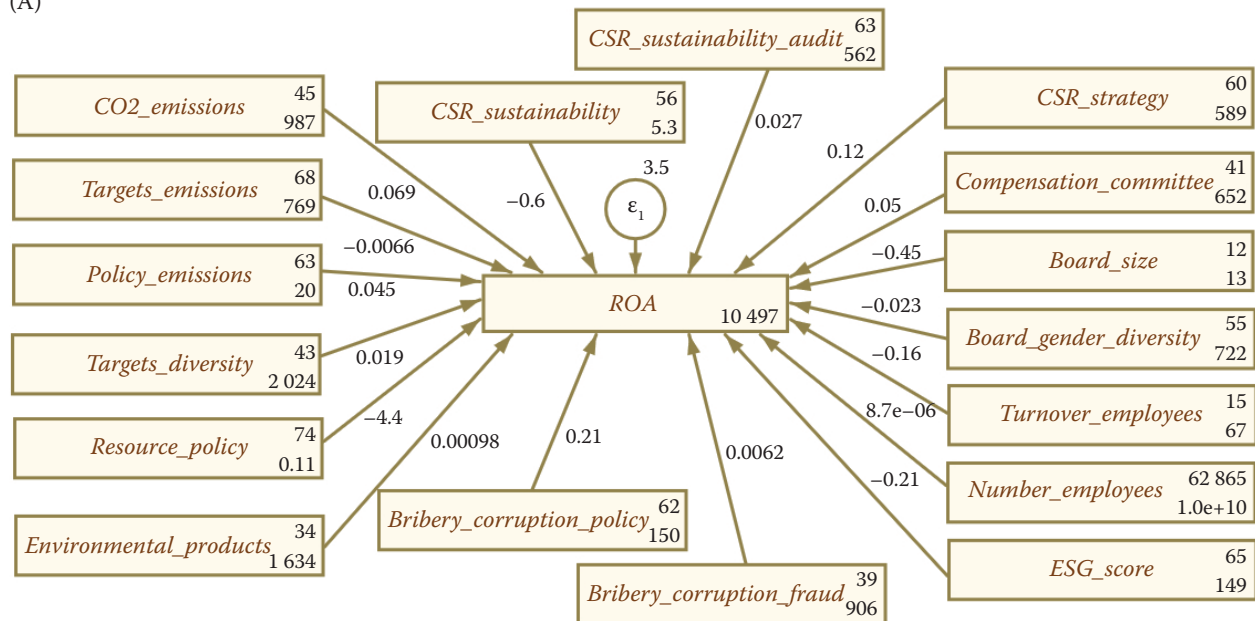 (A)
CSR_sustainability_audit 63
562
CO2_emissions 45
987
CSR_sustainability 56
5.3
CSR_strategy 60
589
0.027
0.12
3.5
ε1
Targets_emissions 68
769
0.069
−0.6
Compensation_committee 41
652
0.05
−0.0066
Policy_emissions 63
20
0.045
−0.45
Board_size 12
13
ROA
10 497
−0.023
Board_gender_diversity 55
722
Targets_diversity 43
2 024
0.019
−0.16
Turnover_employees 15
67
8.7e−06
Resource_policy 74
0.11
−4.4
0.00098
0.21
0.0062
−0.21
Number_employees 62 865
1.0e+10
Bribery_corruption_policy 62
150
Environmental_products 34
1 634
ESG_score 65
149
Bribery_corruption_fraud 39
906